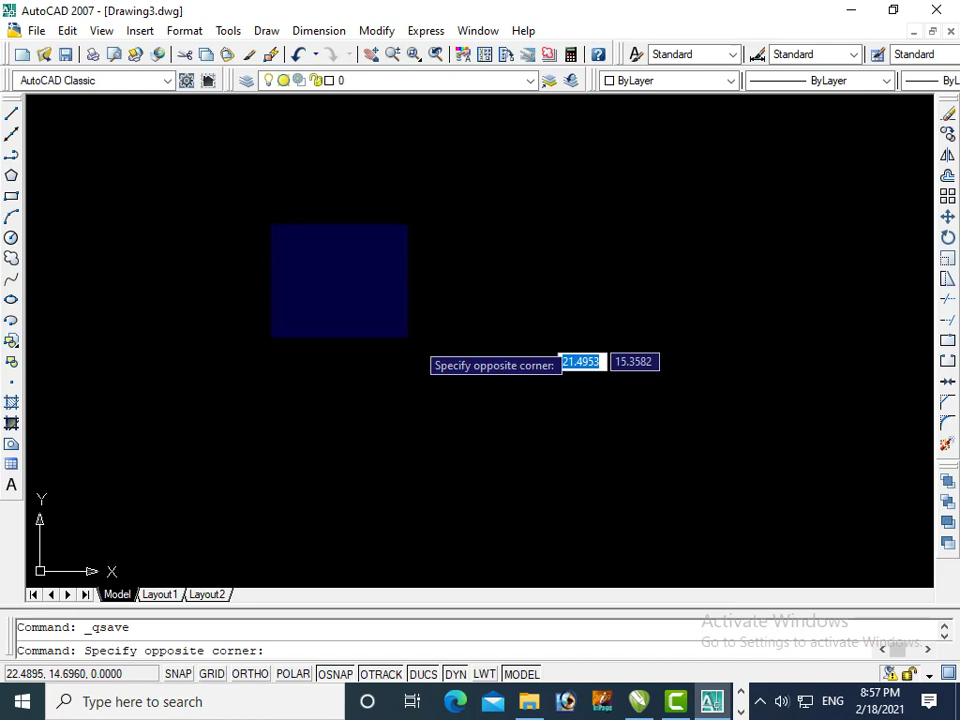 AutoCAD 2007 - [Drawing3.dwg]
File Edit View Insert Format Tools Draw Dimension Modify Express Window Help
Standard Standard Standard
AutoCAD Classic 0 ByLayer ByLayer ByL
Specify opposite corner: 21.4953 15.3582
Y
X
A
Model Layout1 Layout2
Command: _qsave
Activate Windows
Command: Specify opposite corner:
Go to Settings to activate Windows.
22.4895, 14.6960, 0.0000 SNAP GRID ORTHO POLAR OSNAP OTRACK DUCS DYN LWT MODEL
Type here to search
ENG
8:57 PM
2/18/2021